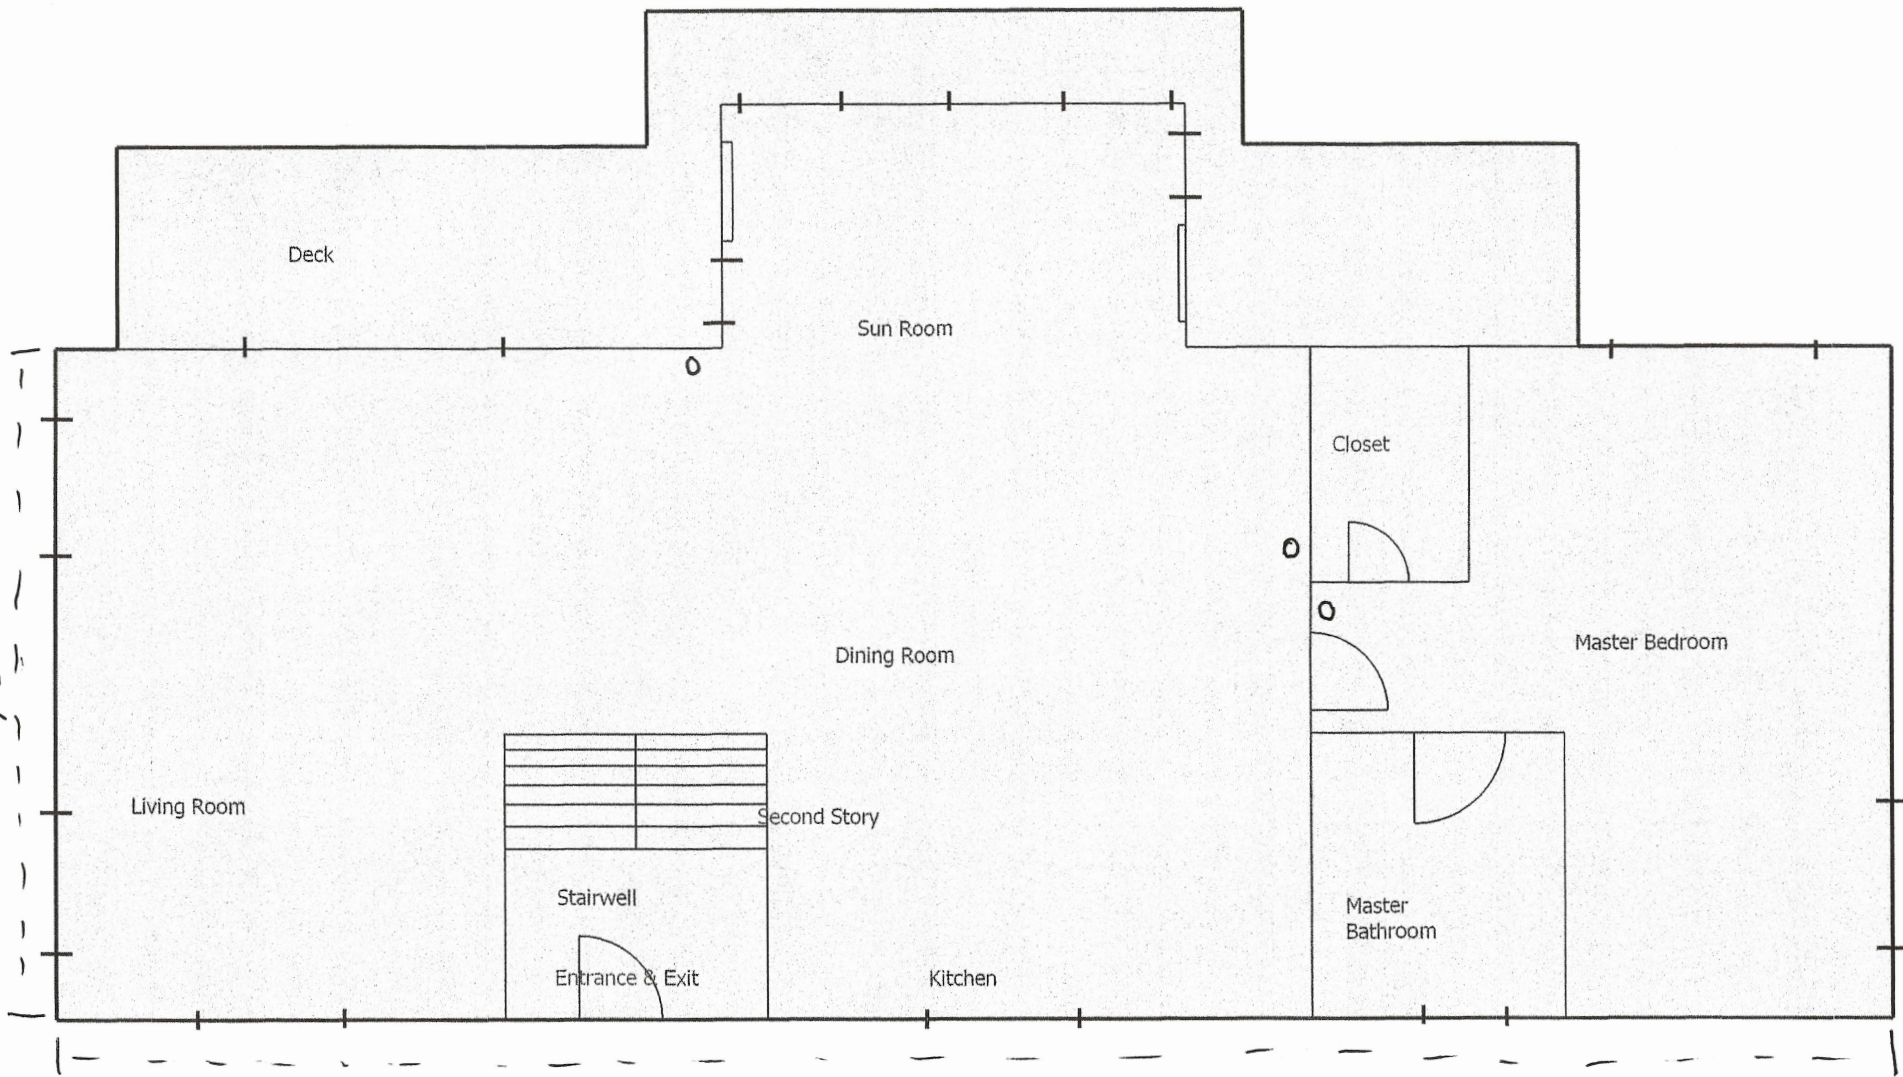 Deck
Sun Room
Closet
Dining Room
Master Bedroom
Living Room
Second Story
Stairwell
Master
Bathroom
Entrance & Exit
Kitchen